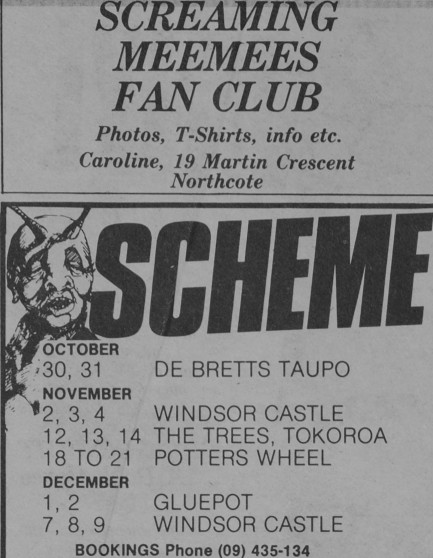 SCREAMING
MEEMEES
FAN CLUB
Photos, T-Shirts, info etc.
Caroline, 19 Martin Crescent
Northcote
SCHEME
OCTOBER
30, 31 DE BRETTS TAUPO
NOVEMBER
2, 3, 4 WINDSOR CASTLE
12, 13, 14 THE TREES, TOKOROA
18 TO 21 POTTERS WHEEL
DECEMBER
1, 2 GLUEPOT
7, 8, 9 WINDSOR CASTLE
BOOKINGS Phone (09) 435-134